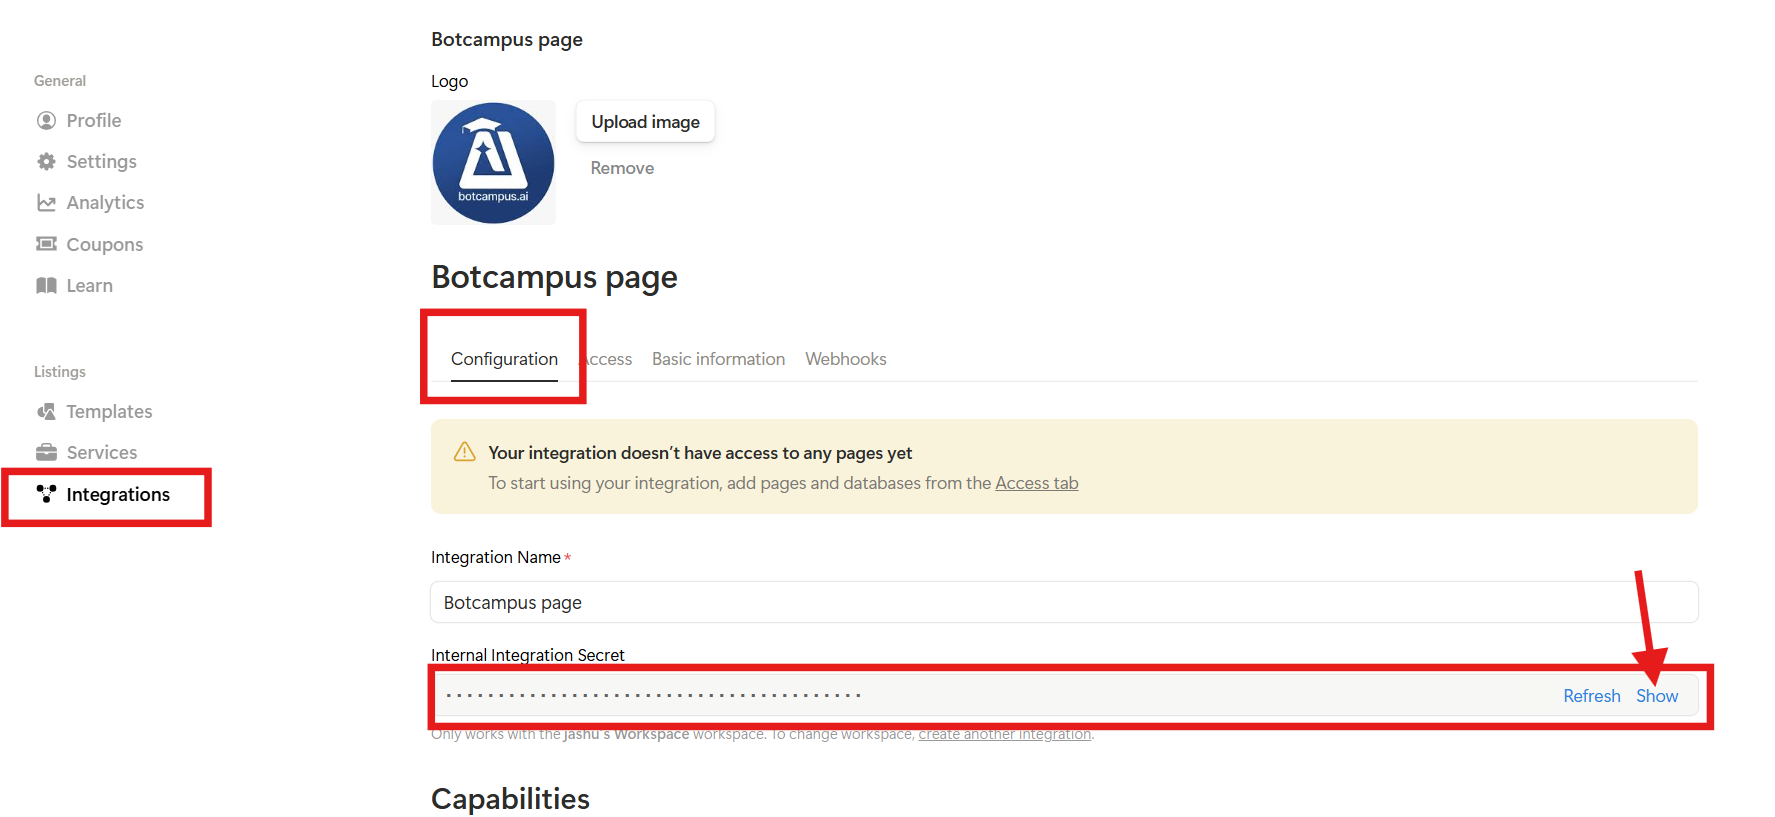 Botcampus page
Logo
botcampus.ai
Upload image
Remove
General
Profile
Settings
Analytics
Coupons
Learn
Listings
Templates
Services
Integrations
Botcampus page
Configuration Access Basic information Webhooks
Your integration doesn't have access to any pages yet
To start using your integration, add pages and databases from the Access tab
Integration Name *
Botcampus page
Internal Integration Secret
........................................ Refresh Show
Only works with the Jashu's Workspace workspace. To change workspace, create another integration.
Capabilities